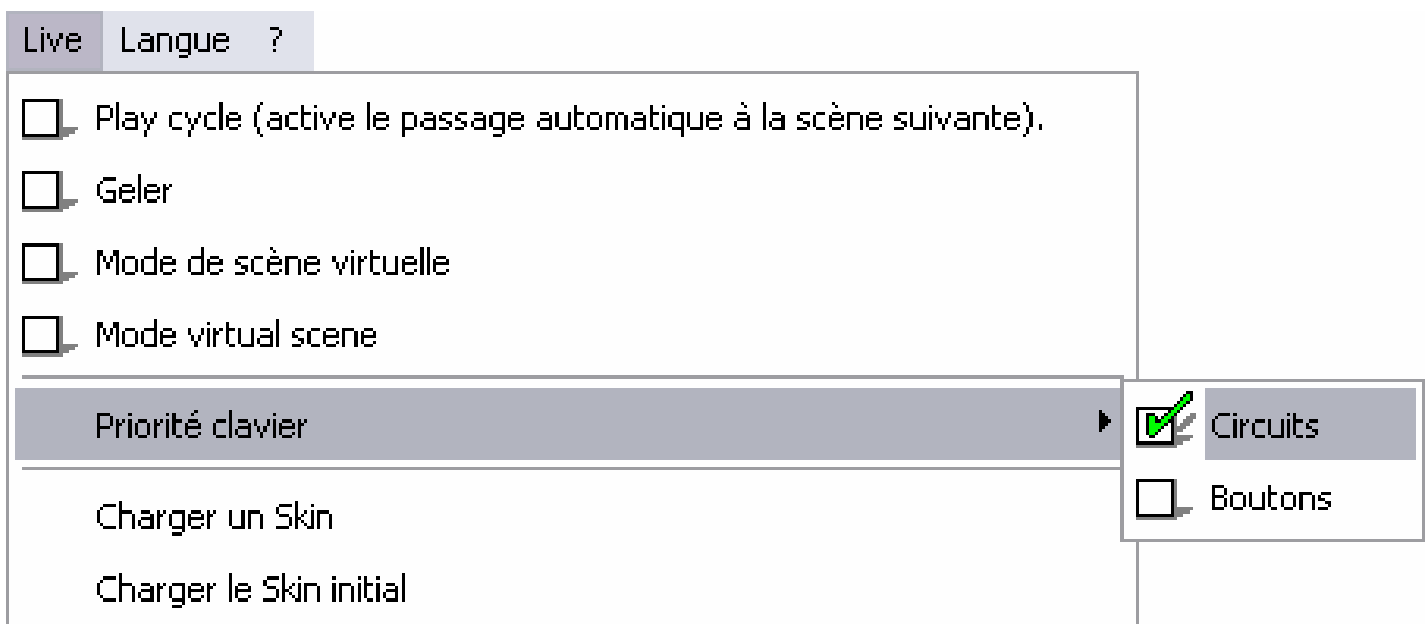 Live Langue ?
Play cycle (active le passage automatique à la scène suivante).
Geler
Mode de scène virtuelle
Mode virtual scene
Priorité clavier
Circuits
Boutons
Charger un Skin
Charger le Skin initial